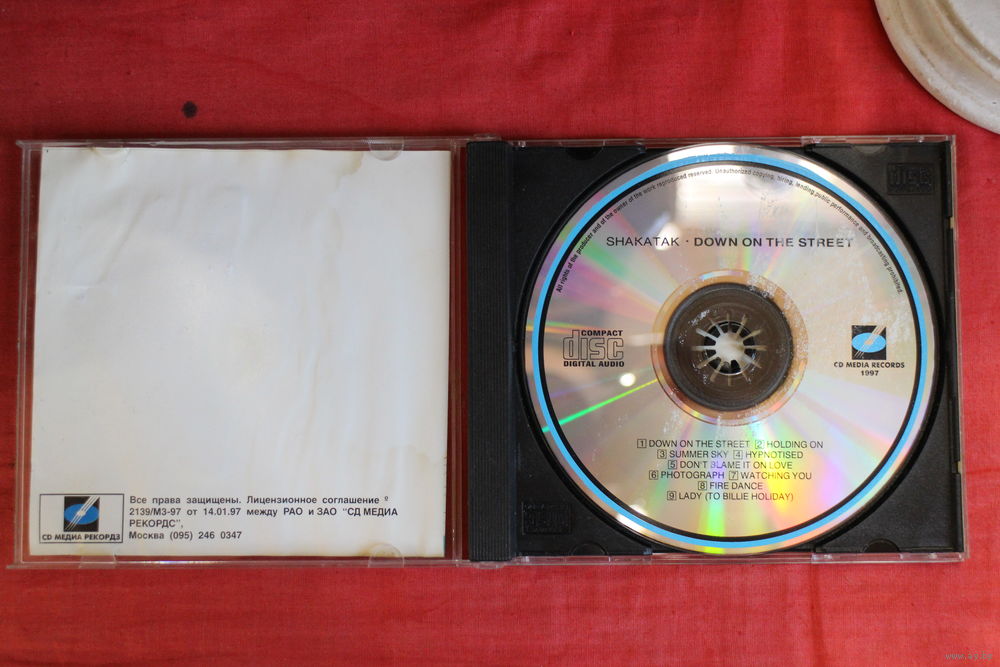 Все права защищены. Лицензионное соглашение º
2139/МЗ-97 от 14.01.97 между РАО и ЗАО "СД МЕДИА
РЕКОРДС",
Москва (095) 246 0347
СD МЕДИА РЕКОРДЗ
All rights of the producer and of the owner of the work reproduced reserved. Unauthorized copying, hiring, lending, public performance and broadcasting prohibited.
SHAKATAK · DOWN ON THE STREET
COMPACT
disc
DIGITAL AUDIO
CD MEDIA RECORDS
1997
1 DOWN ON THE STREET 2 HOLDING ON
3 SUMMER SKY 4 HYPNOTISED
5 DON'T BLAME IT ON LOVE
6 PHOTOGRAPH 7 WATCHING YOU
8 FIRE DANCE
9 LADY (TO BILLIE HOLIDAY)
disc